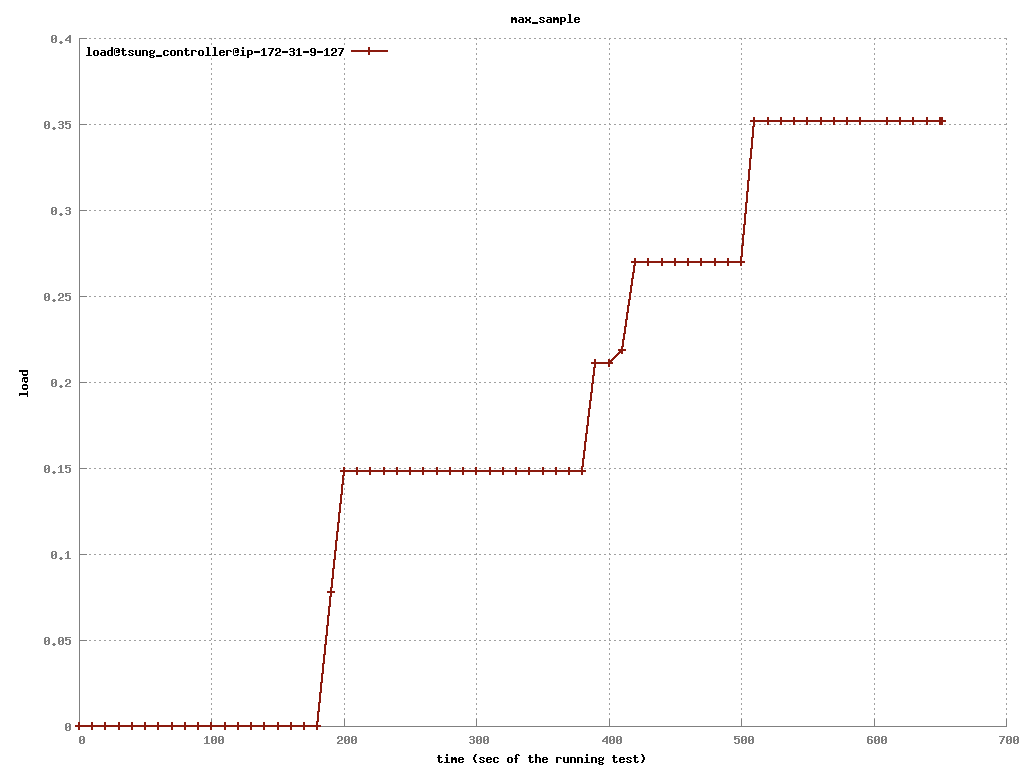 max_sample
load@tsung_controller@ip-172-31-9-127
0.4
0.35
0.3
0.25
0.2
0.15
0.1
0.05
0
load
0 100 200 300 400 500 600 700
time (sec of the running test)